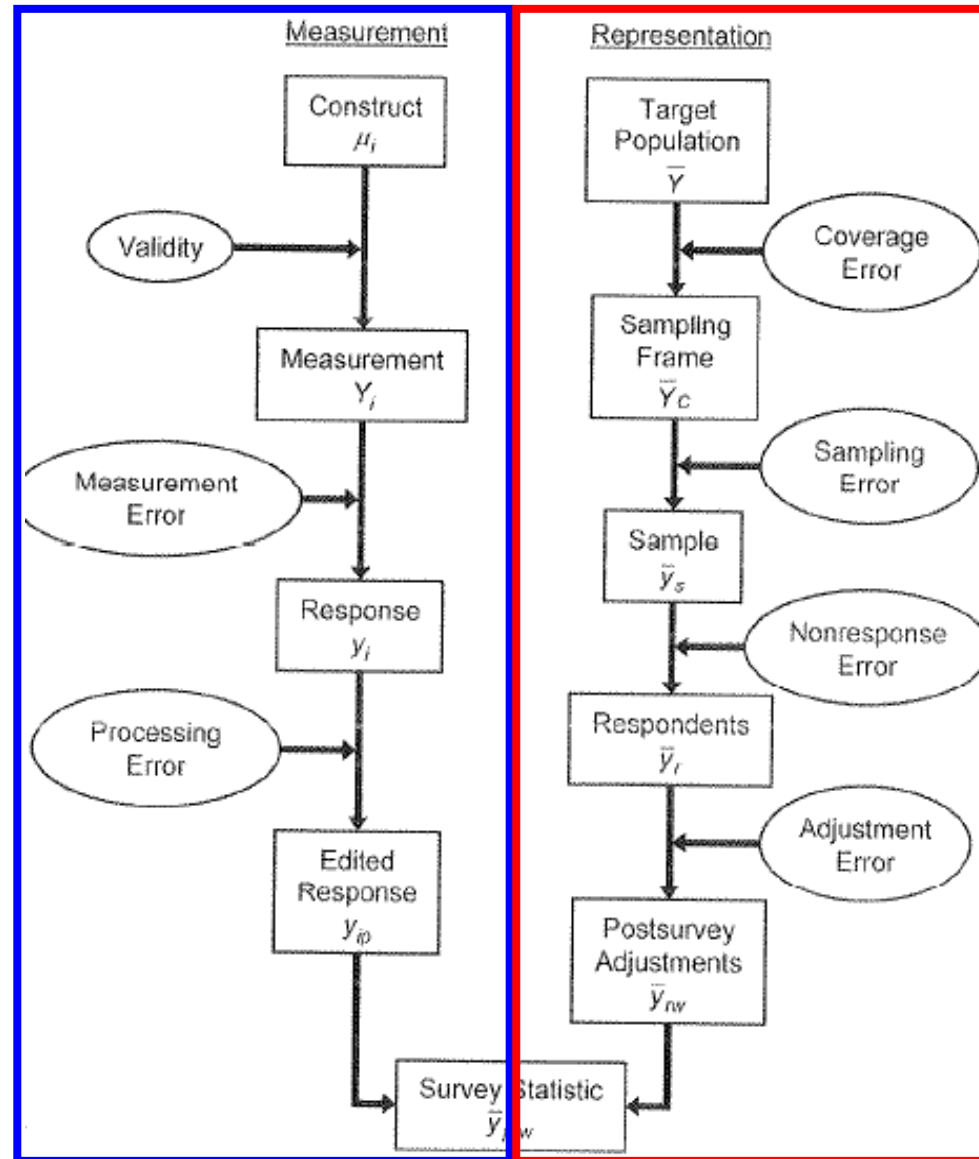 Measurement
Construct
μi
Validity
Measurement
Yi
Measurement
Error
Response
yi
Processing
Error
Edited
Response
yip
Representation
Target
Population
Ȳ
Coverage
Error
Sampling
Frame
ȲC
Sampling
Error
Sample
ȳs
Nonresponse
Error
Respondents
ȳr
Adjustment
Error
Postsurvey
Adjustments
ȳrw
Survey Statistic